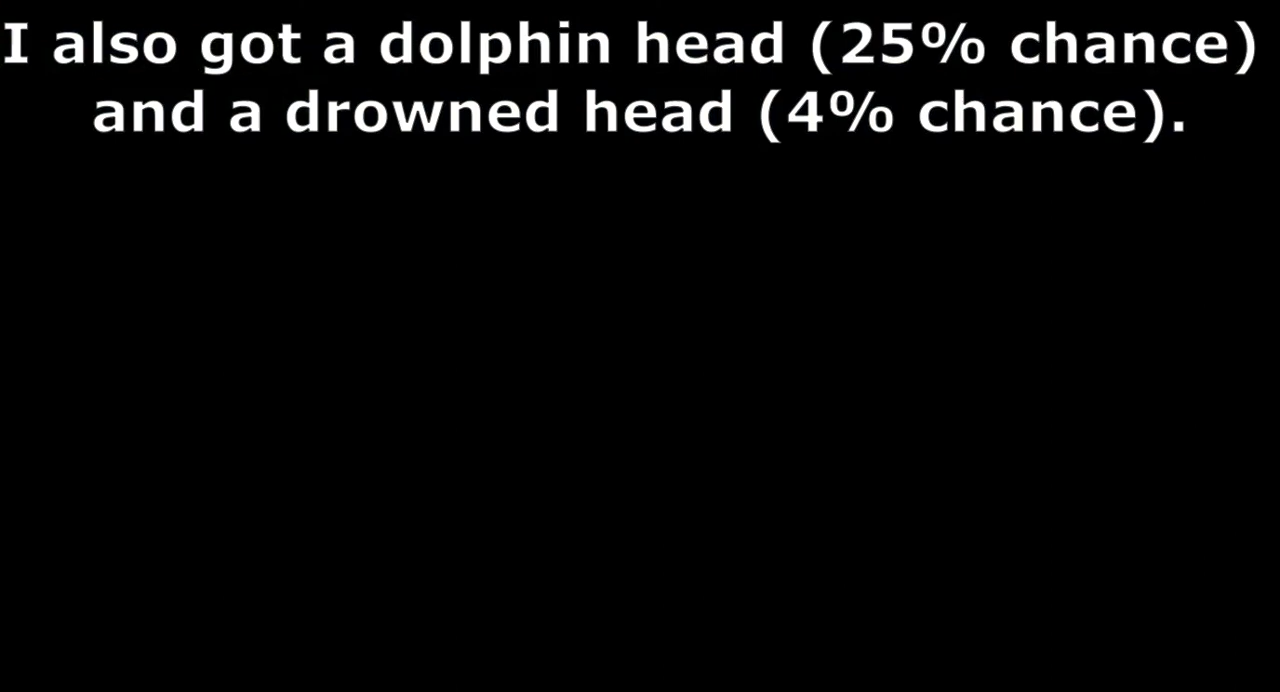 I also got a dolphin head (25% chance)
and a drowned head (4% chance).